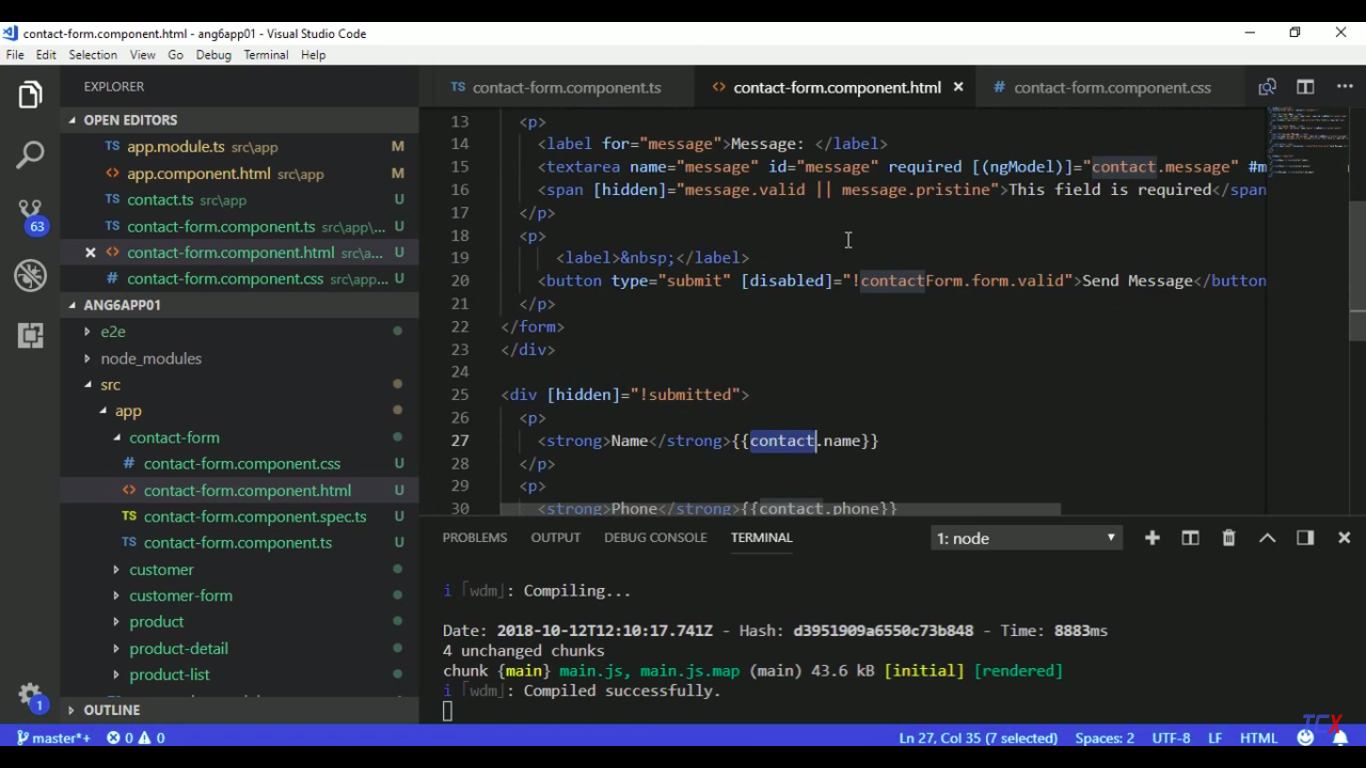 contact-form.component.html - ang6app01 - Visual Studio Code
File Edit Selection View Go Debug Terminal Help
EXPLORER
OPEN EDITORS
TS app.module.ts src\app M
<> app.component.html src\app M
TS contact.ts src\app U
TS contact-form.component.ts src\app\... U
<> contact-form.component.html src\a... U
# contact-form.component.css src\app... U
63
ANG6APP01
e2e
node_modules
src
app
contact-form
# contact-form.component.css U
<> contact-form.component.html U
TS contact-form.component.spec.ts U
TS contact-form.component.ts U
customer
customer-form
product
product-detail
product-list
1
OUTLINE
TS contact-form.component.ts <> contact-form.component.html # contact-form.component.css
13 <p>
14 <label for="message">Message: </label>
15 <textarea name="message" id="message" required [(ngModel)]="contact.message" #m
16 <span [hidden]="message.valid || message.pristine">This field is required</span
17 </p>
18 <p>
19 <label>&nbsp;</label>
20 <button type="submit" [disabled]="!contactForm.form.valid">Send Message</button
21 </p>
22 </form>
23 </div>
24
25 <div [hidden]="!submitted">
26 <p>
27 <strong>Name</strong>{{contact.name}}
28 </p>
29 <p>
30 <strong>Phone</strong>{{contact.phone}}
PROBLEMS OUTPUT DEBUG CONSOLE TERMINAL 1: node
i ｢wdm｣: Compiling...
Date: 2018-10-12T12:10:17.741Z - Hash: d3951909a6550c73b848 - Time: 8883ms
4 unchanged chunks
chunk {main} main.js, main.js.map (main) 43.6 kB [initial] [rendered]
i ｢wdm｣: Compiled successfully.
TCX
master*+ 0 0 Ln 27, Col 35 (7 selected) Spaces: 2 UTF-8 LF HTML